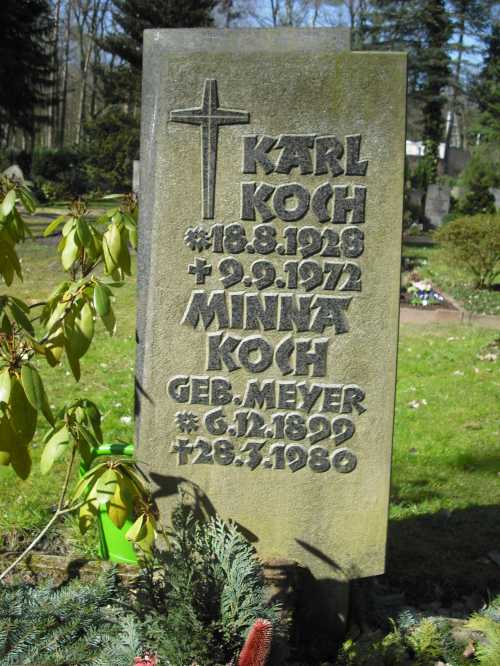 KARL
KOCH
*18.8.1928
+ 9.9.1972
MINNA
KOCH
GEB. MEYER
* 6.12.1899
+28.3.1980